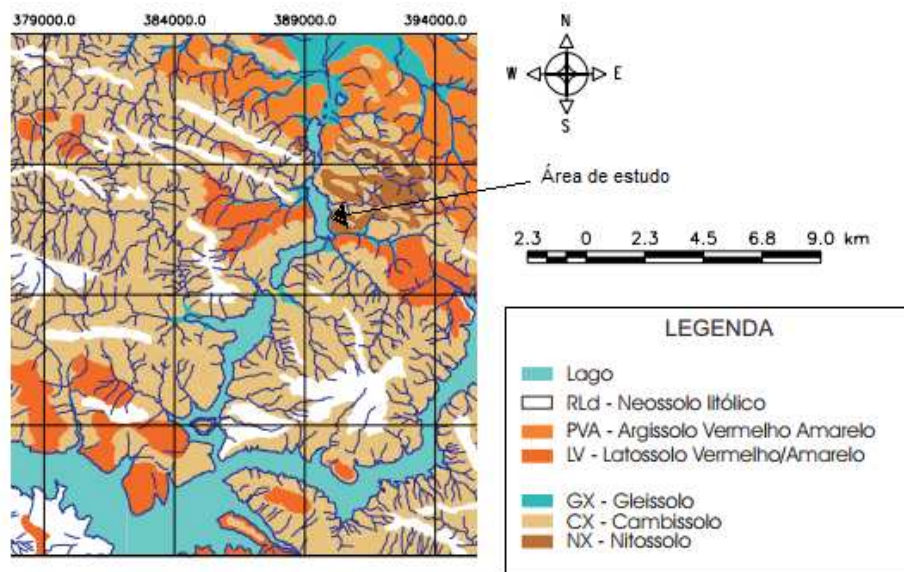 379000.0 384000.0 389000.0 394000.0
N
W E
S
Área de estudo
2.3 0 2.3 4.5 6.8 9.0 km
LEGENDA
Lago
RLd - Neossolo litólico
PVA - Argissolo Vermelho Amarelo
LV - Latossolo Vermelho/Amarelo
GX - Gleissolo
CX - Cambissolo
NX - Nitossolo